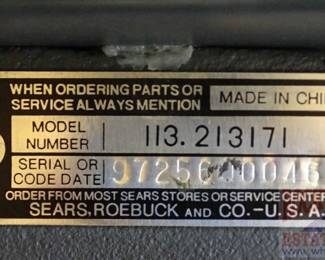 WHEN ORDERING PARTS OR
SERVICE ALWAYS MENTION
MADE IN CHI
MODEL
NUMBER
113.213171
SERIAL OR
CODE DATE
ORDER FROM MOST SEARS STORES OR SERVICE CENTER
SEARS, ROEBUCK AND CO.-U.S.A.